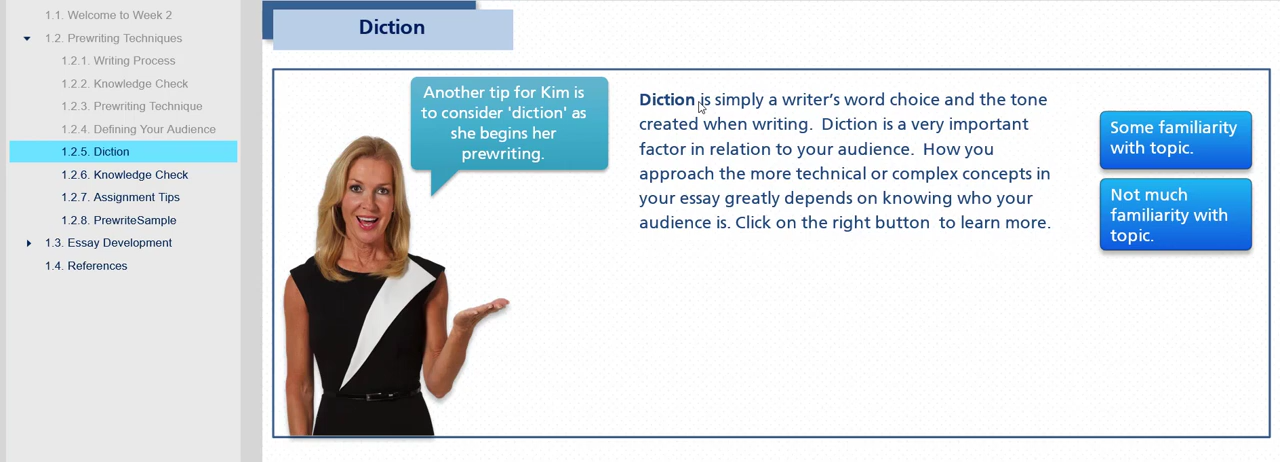 1.1. Welcome to Week 2
1.2. Prewriting Techniques
1.2.1. Writing Process
1.2.2. Knowledge Check
1.2.3. Prewriting Technique
1.2.4. Defining Your Audience
1.2.5. Diction
1.2.6. Knowledge Check
1.2.7. Assignment Tips
1.2.8. PrewriteSample
1.3. Essay Development
1.4. References
Diction
Another tip for Kim is
to consider 'diction' as
she begins her
prewriting.
Diction is simply a writer’s word choice and the tone
created when writing.  Diction is a very important
factor in relation to your audience.  How you
approach the more technical or complex concepts in
your essay greatly depends on knowing who your
audience is. Click on the right button  to learn more.
Some familiarity
with topic.
Not much
familiarity with
topic.